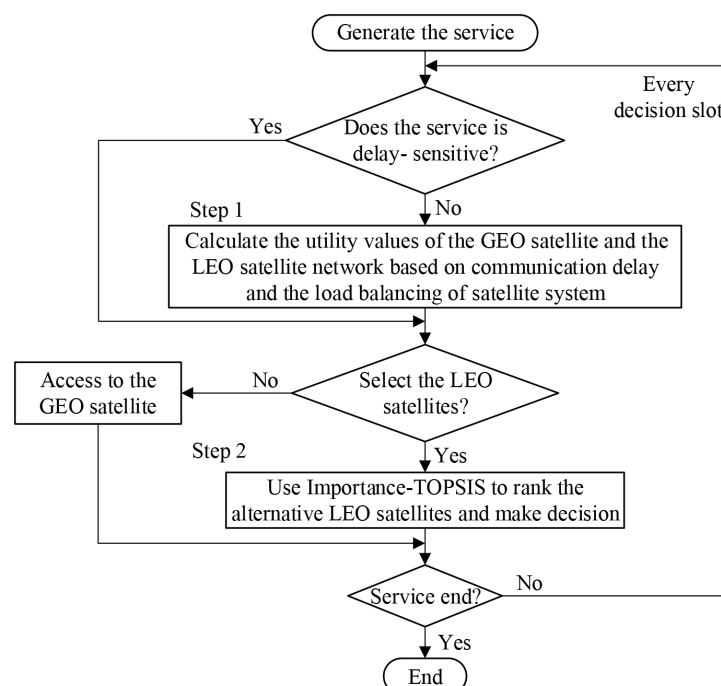 Generate the service
Every
decision slot
Yes
Does the service is
delay- sensitive?
No
Step 1
Calculate the utility values of the GEO satellite and the
LEO satellite network based on communication delay
and the load balancing of satellite system
Access to the
GEO satellite
No
Select the LEO
satellites?
Yes
Step 2
Use Importance-TOPSIS to rank the
alternative LEO satellites and make decision
Service end?
No
Yes
End